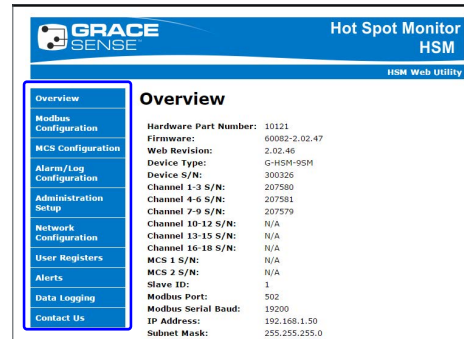 GRACE
SENSE
Hot Spot Monitor
HSM
HSM Web Utility
Overview
Modbus
Configuration
MCS Configuration
Alarm/Log
Configuration
Administration
Setup
Network
Configuration
User Registers
Alerts
Data Logging
Contact Us
Overview
Hardware Part Number: 10121
Firmware: 60082-2.02.47
Web Revision: 2.02.46
Device Type: G-HSM-9SM
Device S/N: 300326
Channel 1-3 S/N: 207580
Channel 4-6 S/N: 207581
Channel 7-9 S/N: 207579
Channel 10-12 S/N: N/A
Channel 13-15 S/N: N/A
Channel 16-18 S/N: N/A
MCS 1 S/N: N/A
MCS 2 S/N: N/A
Slave ID: 1
Modbus Port: 502
Modbus Serial Baud: 19200
IP Address: 192.168.1.50
Subnet Mask: 255.255.255.0